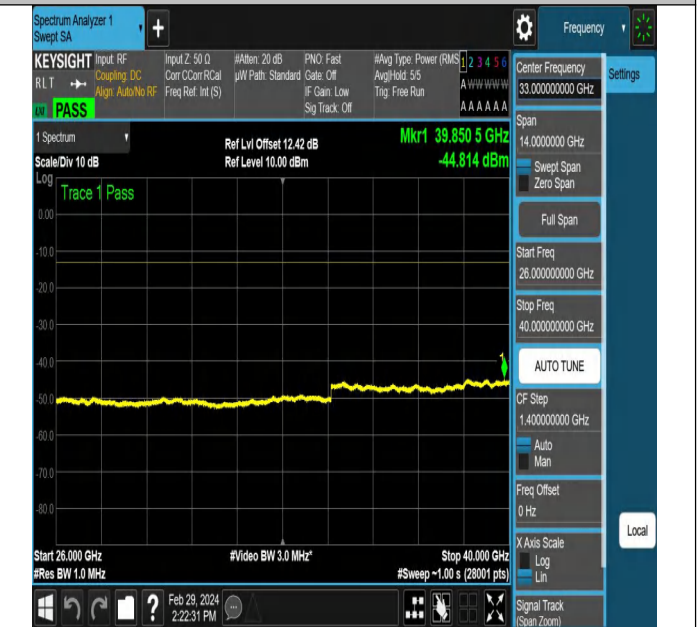 Spectrum Analyzer 1
Swept SA
Frequency
KEYSIGHT
RLT
PASS
Input: RF
Coupling: DC
Align: Auto/No RF
Input Z: 50 Ω
Corr CCorr RCal
Freq Ref: Int (S)
#Atten: 20 dB
µW Path: Standard
PNO: Fast
Gate: Off
IF Gain: Low
Sig Track: Off
#Avg Type: Power (RMS
Avg|Hold: 5/5
Trig: Free Run
1 2 3 4 5 6
A W W W W W
A A A A A A
Center Frequency
33.000000000 GHz
Settings
1 Spectrum
Scale/Div 10 dB
Ref Lvl Offset 12.42 dB
Ref Level 10.00 dBm
Mkr1 39.850 5 GHz
-44.814 dBm
Log
Trace 1 Pass
0.00
-10.0
-20.0
-30.0
-40.0
-50.0
-60.0
-70.0
-80.0
1
Start 26.000 GHz
#Res BW 1.0 MHz
#Video BW 3.0 MHz*
Stop 40.000 GHz
#Sweep ~1.00 s (28001 pts)
Span
14.0000000 GHz
Swept Span
Zero Span
Full Span
Start Freq
26.000000000 GHz
Stop Freq
40.000000000 GHz
AUTO TUNE
CF Step
1.400000000 GHz
Auto
Man
Freq Offset
0 Hz
X Axis Scale
Log
Lin
Local
Signal Track
(Span Zoom)
?
Feb 29, 2024
2:22:31 PM